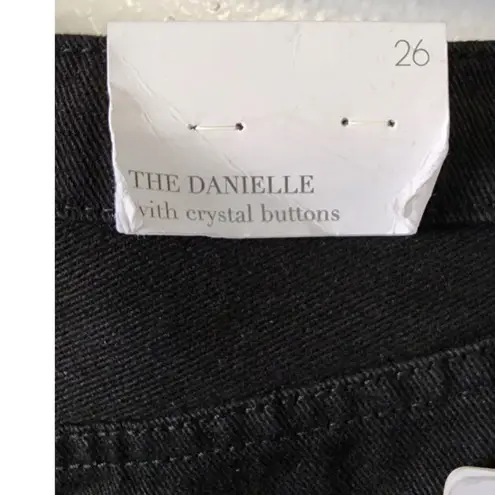 26
THE DANIELLE
with crystal buttons